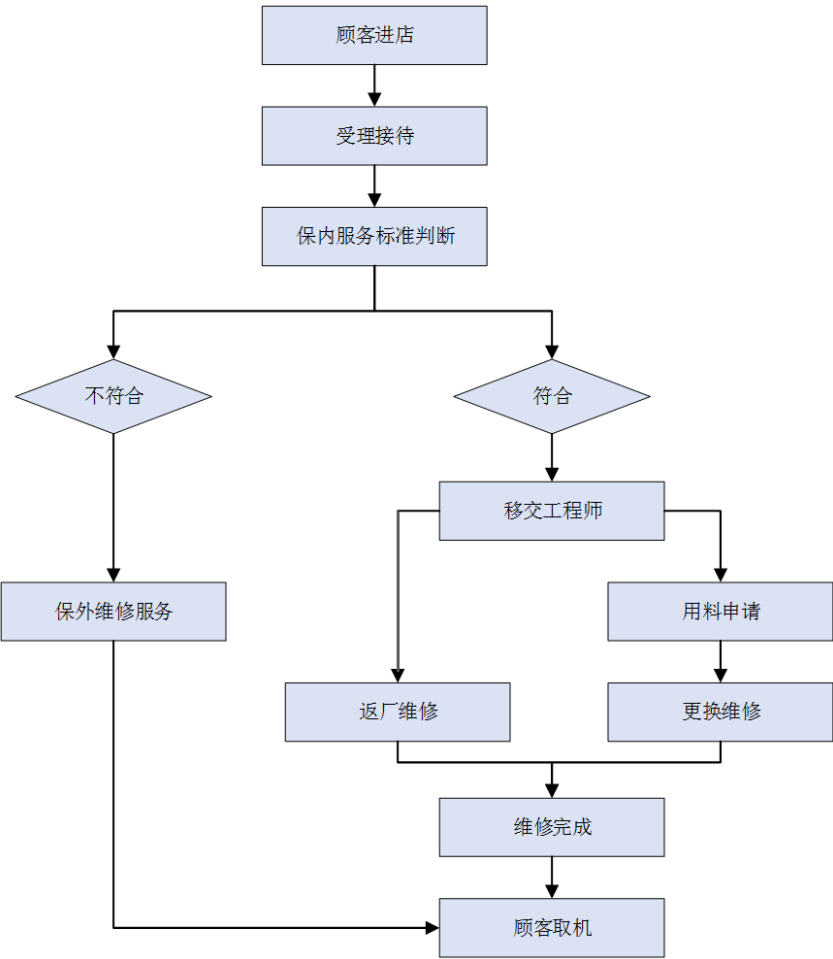 顾客进店
受理接待
保内服务标准判断
不符合
符合
移交工程师
保外维修服务
用料申请
返厂维修
更换维修
维修完成
顾客取机